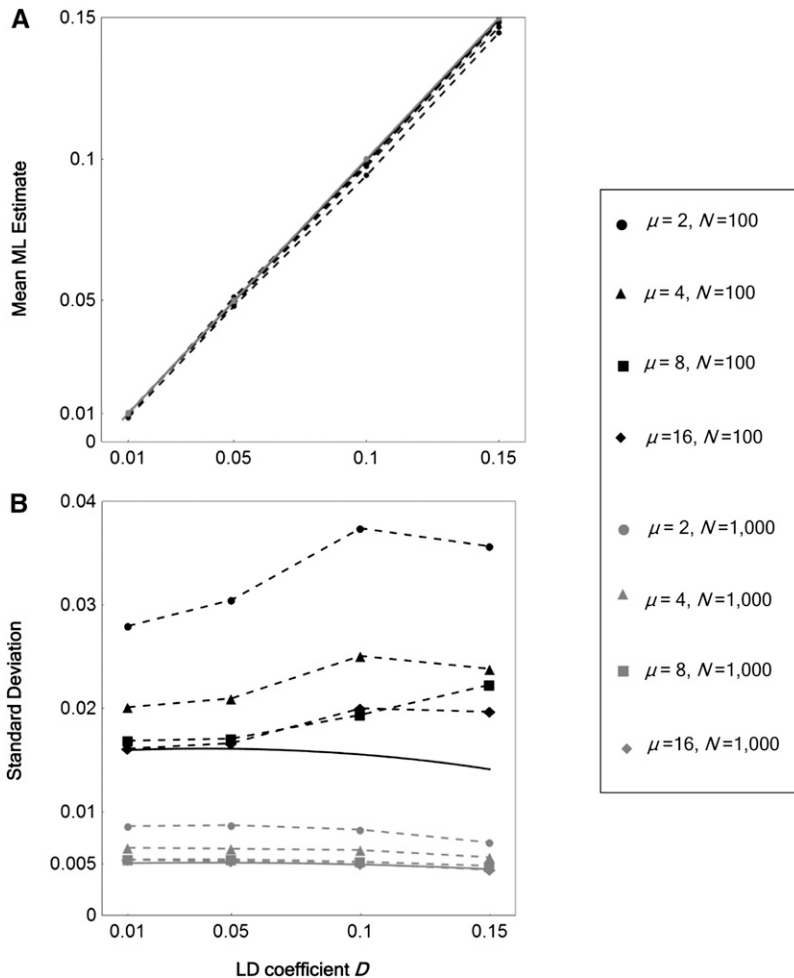 A
0.15
0.1
0.05
0.01
0
Mean ML Estimate
0.01 0.05 0.1 0.15
B
0.04
0.03
0.02
0.01
0.005
0
Standard Deviation
0.01 0.05 0.1 0.15
LD coefficient D
μ=2, N=100
μ=4, N=100
μ=8, N=100
μ=16, N=100
μ=2, N=1,000
μ=4, N=1,000
μ=8, N=1,000
μ=16, N=1,000